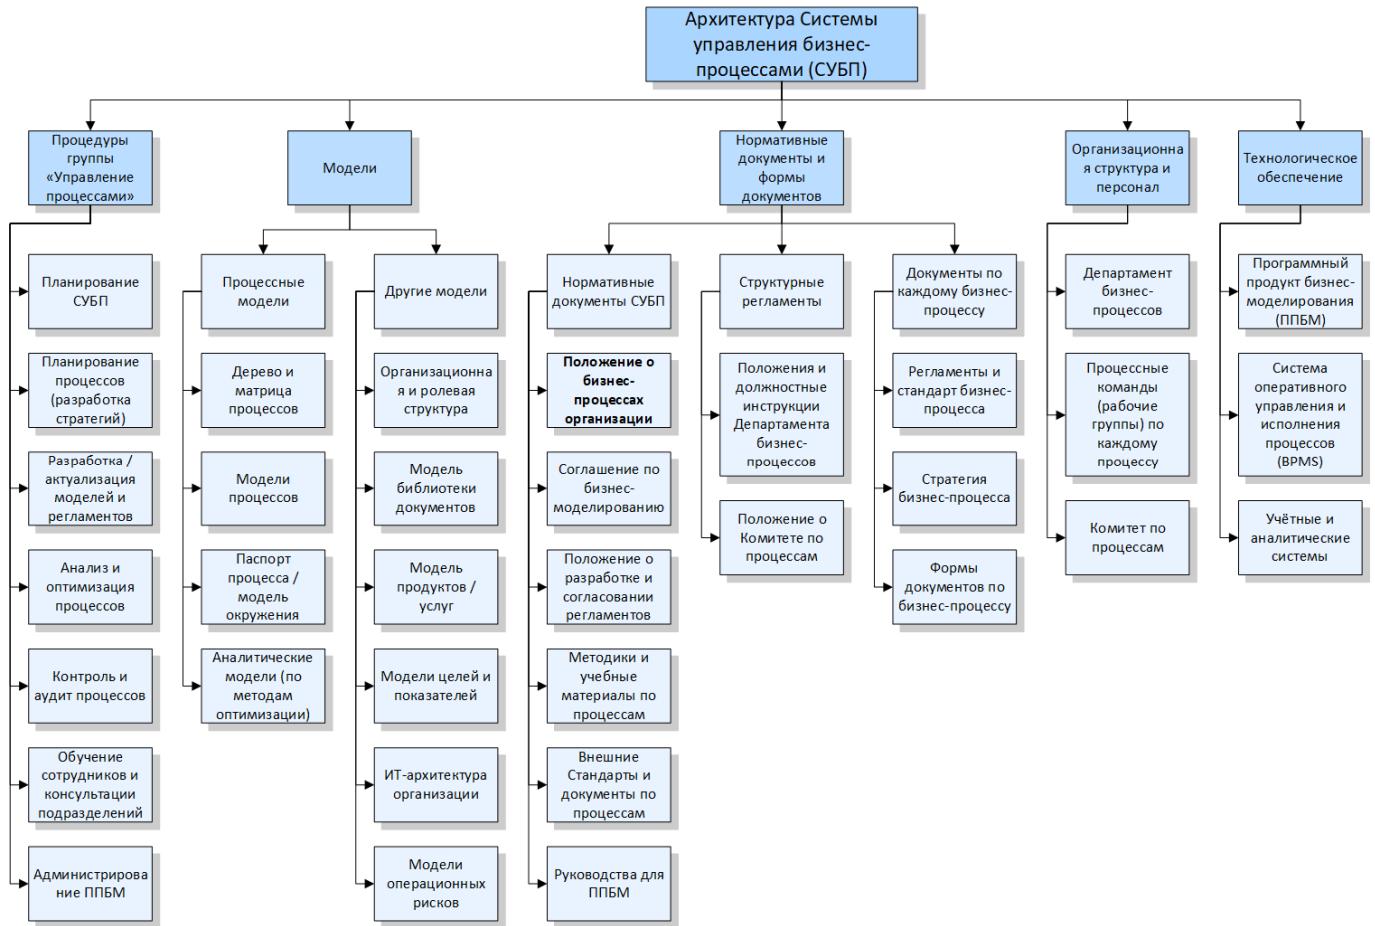 Архитектура Системы
управления бизнес-
процессами (СУБП)
Процедуры
группы
«Управление
процессами»
Модели
Нормативные
документы и
формы
документов
Организационна
я структура и
персонал
Технологическое
обеспечение
Планирование
СУБП
Планирование
процессов
(разработка
стратегий)
Разработка /
актуализация
моделей и
регламентов
Анализ и
оптимизация
процессов
Контроль и
аудит процессов
Обучение
сотрудников и
консультации
подразделений
Администрирова
ние ППБМ
Процессные
модели
Дерево и
матрица
процессов
Модели
процессов
Паспорт
процесса /
модель
окружения
Аналитические
модели (по
методам
оптимизации)
Другие модели
Организационна
я и ролевая
структура
Модель
библиотеки
документов
Модель
продуктов /
услуг
Модели целей и
показателей
ИТ-архитектура
организации
Модели
операционных
рисков
Нормативные
документы СУБП
Положение о
бизнес-
процессах
организации
Соглашение по
бизнес-
моделированию
Положение о
разработке и
согласовании
регламентов
Методики и
учебные
материалы по
процессам
Внешние
Стандарты и
документы по
процессам
Руководства для
ППБМ
Структурные
регламенты
Положения и
должностные
инструкции
Департамента
бизнес-
процессов
Положение о
Комитете по
процессам
Документы по
каждому бизнес-
процессу
Регламенты и
стандарт бизнес-
процесса
Стратегия
бизнес-процесса
Формы
документов по
бизнес-процессу
Департамент
бизнес-
процессов
Процессные
команды
(рабочие
группы) по
каждому
процессу
Комитет по
процессам
Программный
продукт бизнес-
моделирования
(ППБМ)
Система
оперативного
управления и
исполнения
процессов
(BPMS)
Учётные и
аналитические
системы